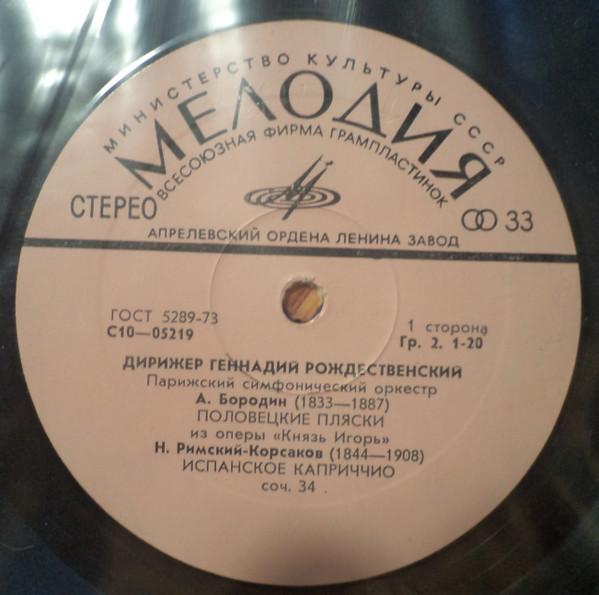 МИНИСТЕРСТВО КУЛЬТУРЫ СССР
МЕЛОДИЯ
ВСЕСОЮЗНАЯ ФИРМА ГРАМПЛАСТИНОК
СТЕРЕО
33
АПРЕЛЕВСКИЙ ОРДЕНА ЛЕНИНА ЗАВОД
ГОСТ 5289-73
С10—05219
1 сторона
Гр. 2. 1-20
ДИРИЖЕР ГЕННАДИЙ РОЖДЕСТВЕНСКИЙ
Парижский симфонический оркестр
А. Бородин (1833—1887)
ПОЛОВЕЦКИЕ ПЛЯСКИ
из оперы «Князь Игорь»
Н. Римский-Корсаков (1844—1908)
ИСПАНСКОЕ КАПРИЧЧИО
соч. 34